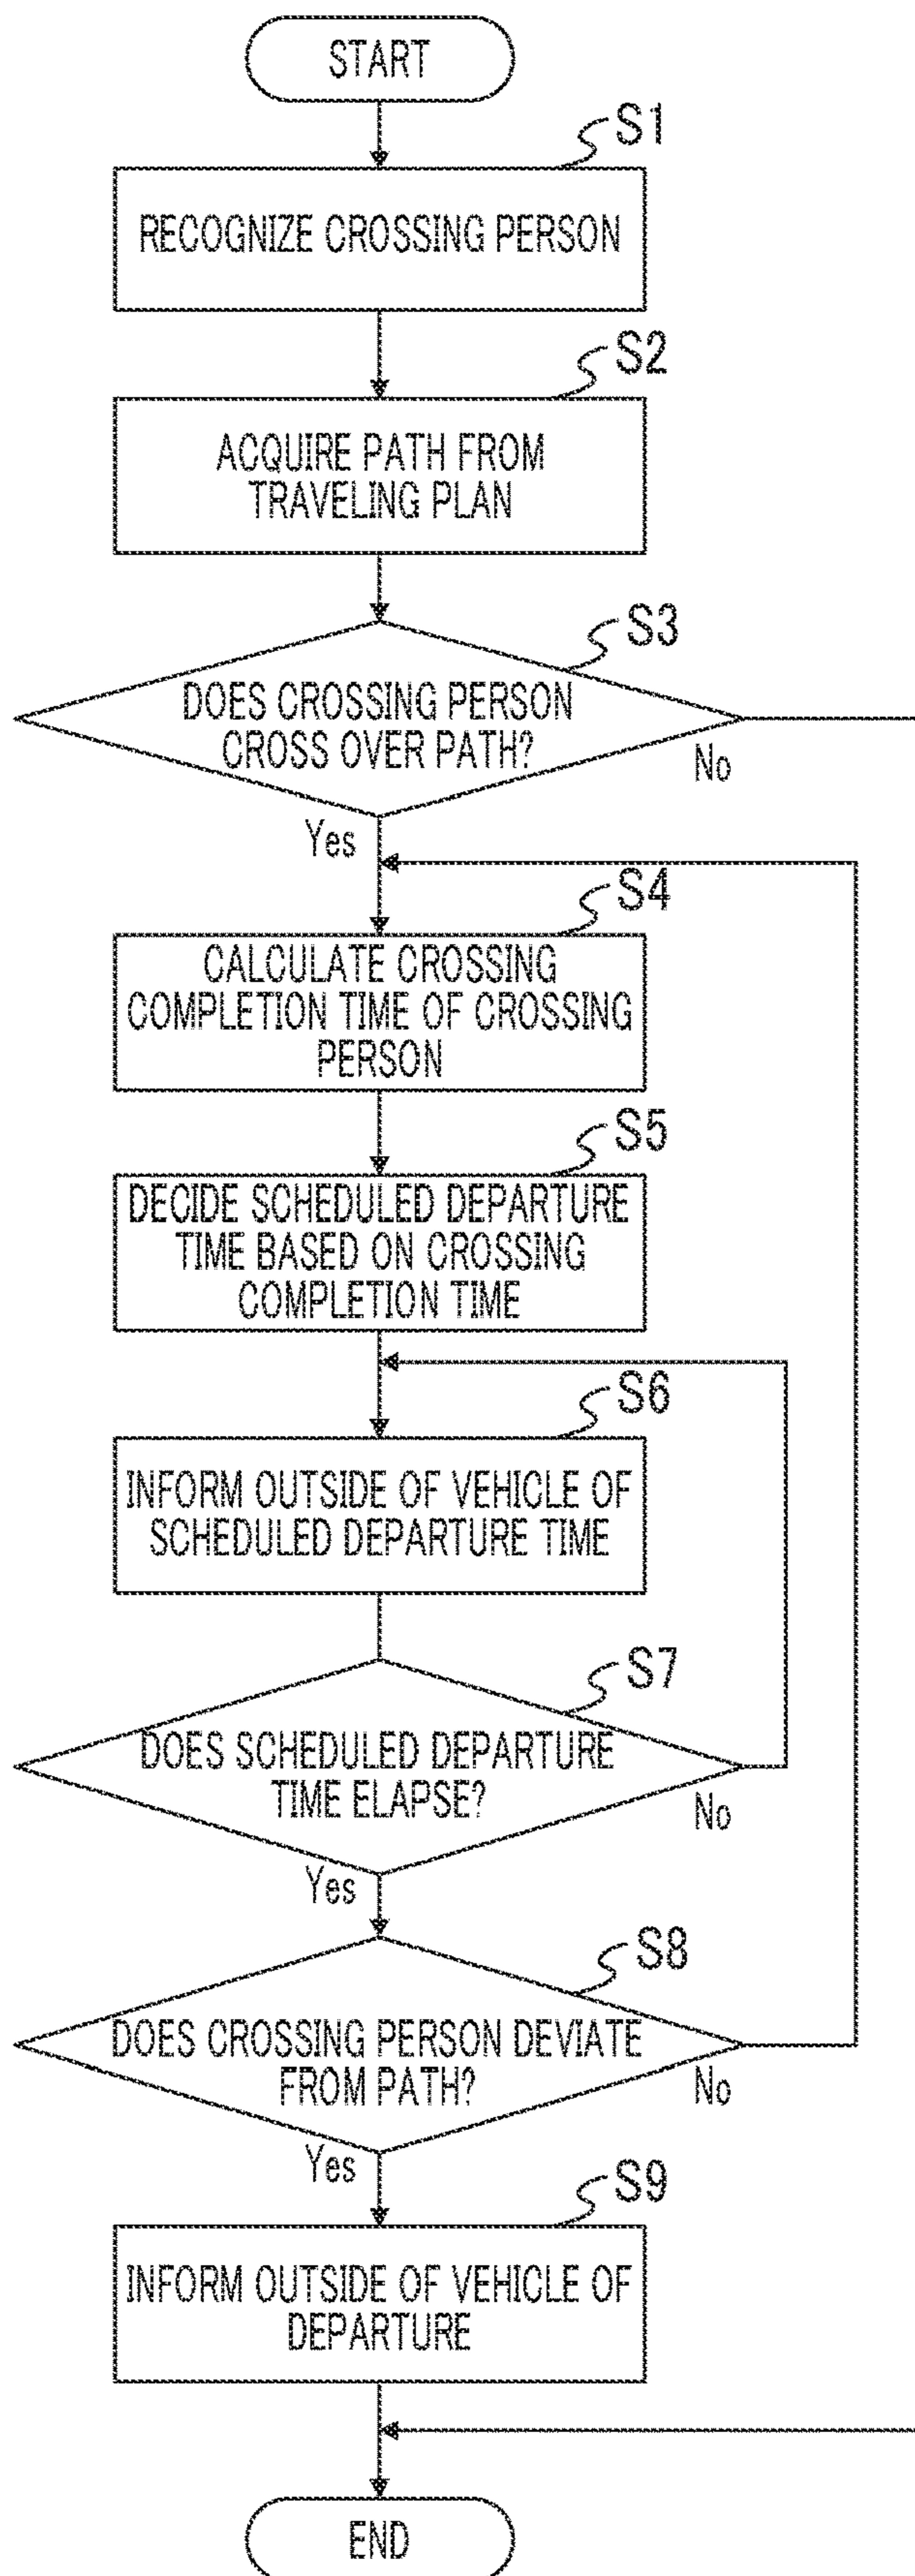 START
S1
RECOGNIZE CROSSING PERSON
S2
ACQUIRE PATH FROM
TRAVELING PLAN
S3
DOES CROSSING PERSON
CROSS OVER PATH?
No
Yes
S4
CALCULATE CROSSING
COMPLETION TIME OF CROSSING
PERSON
S5
DECIDE SCHEDULED DEPARTURE
TIME BASED ON CROSSING
COMPLETION TIME
S6
INFORM OUTSIDE OF VEHICLE OF
SCHEDULED DEPARTURE TIME
S7
DOES SCHEDULED DEPARTURE
TIME ELAPSE?
No
Yes
S8
DOES CROSSING PERSON DEVIATE
FROM PATH?
No
Yes
S9
INFORM OUTSIDE OF VEHICLE OF
DEPARTURE
END